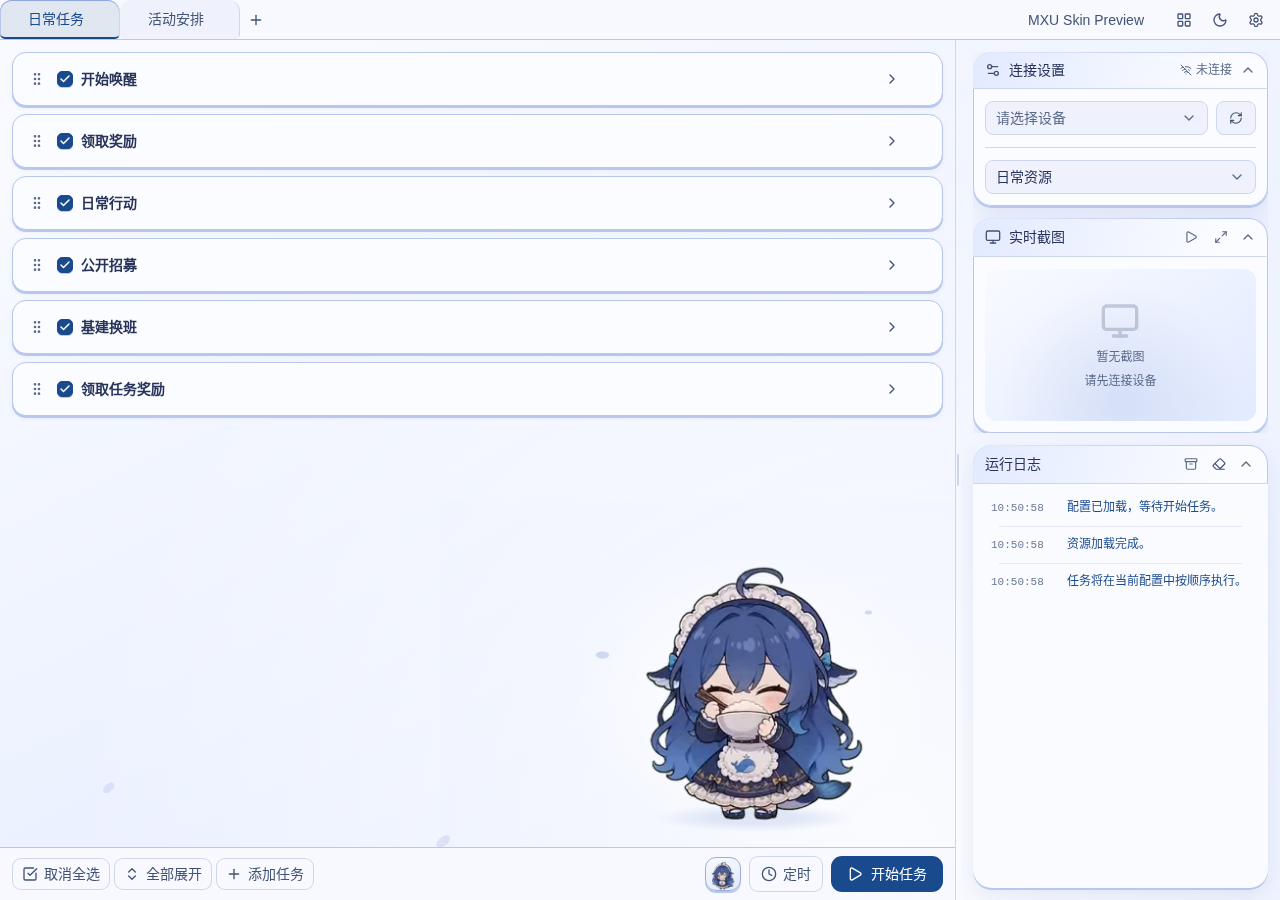 日常任务
活动安排
MXU Skin Preview
开始唤醒
领取奖励
日常行动
公开招募
基建换班
领取任务奖励
连接设置
未连接
请选择设备
日常资源
实时截图
暂无截图
请先连接设备
运行日志
10:50:58 配置已加载，等待开始任务。
10:50:58 资源加载完成。
10:50:58 任务将在当前配置中按顺序执行。
取消全选
全部展开
添加任务
定时
开始任务